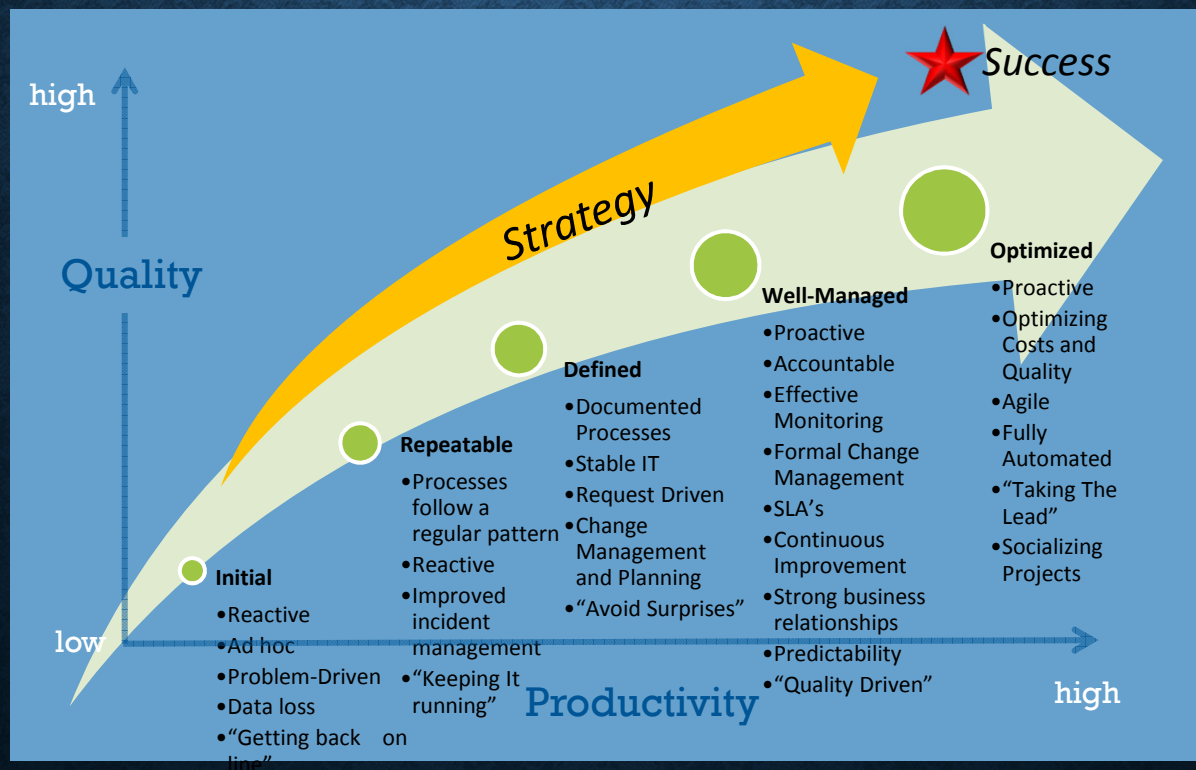 Success
high
Strategy
Quality
Optimized
•Proactive
•Optimizing
Costs and
Quality
•Agile
•Fully
Automated
•“Taking The
Lead”
•Socializing
Projects
Well-Managed
•Proactive
•Accountable
•Effective
Monitoring
•Formal Change
Management
•SLA’s
•Continuous
Improvement
•Strong business
relationships
•Predictability
•“Quality Driven”
Defined
•Documented
Processes
•Stable IT
•Request Driven
•Change
Management
and Planning
•“Avoid Surprises”
Repeatable
•Processes
follow a
regular pattern
•Reactive
•Improved
incident
management
•“Keeping It
running”
Initial
•Reactive
•Ad hoc
•Problem-Driven
•Data loss
•“Getting back on
line”
low
Productivity
high